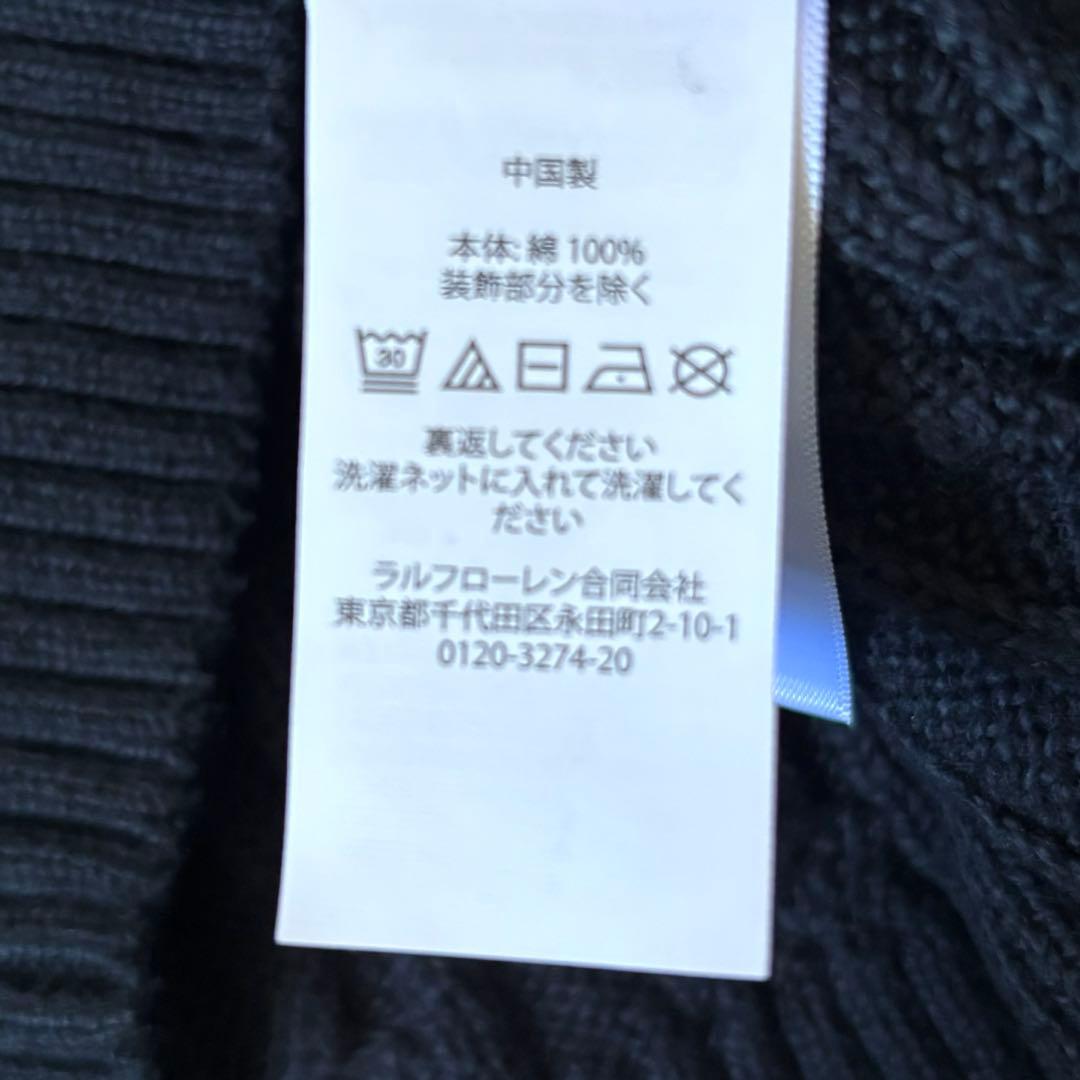 中国製
本体: 綿 100%
装飾部分を除く
30
裏返してください
洗濯ネットに入れて洗濯してく
ださい
ラルフローレン合同会社
東京都千代田区永田町2-10-1
0120-3274-20